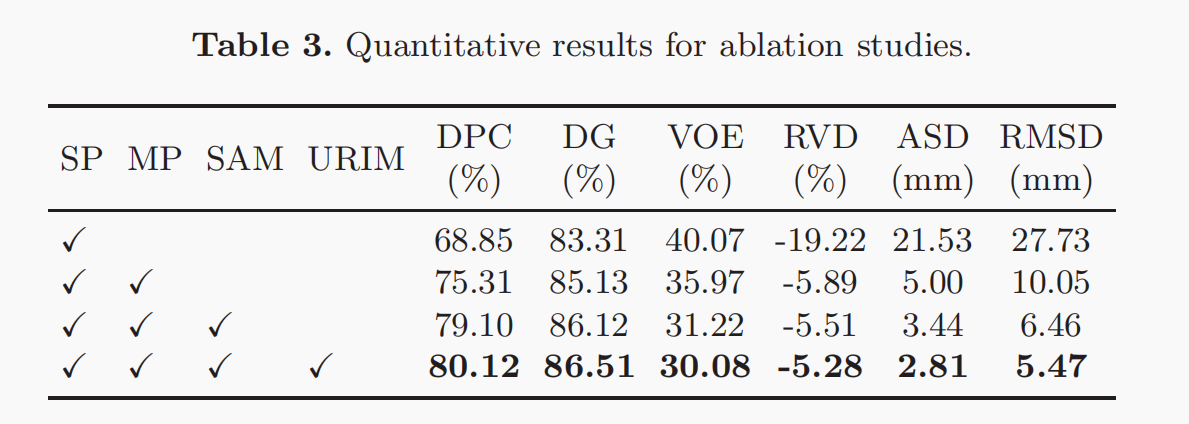 Table 3. Quantitative results for ablation studies.
SP MP SAM URIM DPC (%) DG (%) VOE (%) RVD (%) ASD (mm) RMSD (mm)
✓ 68.85 83.31 40.07 -19.22 21.53 27.73
✓ ✓ 75.31 85.13 35.97 -5.89 5.00 10.05
✓ ✓ ✓ 79.10 86.12 31.22 -5.51 3.44 6.46
✓ ✓ ✓ ✓ 80.12 86.51 30.08 -5.28 2.81 5.47